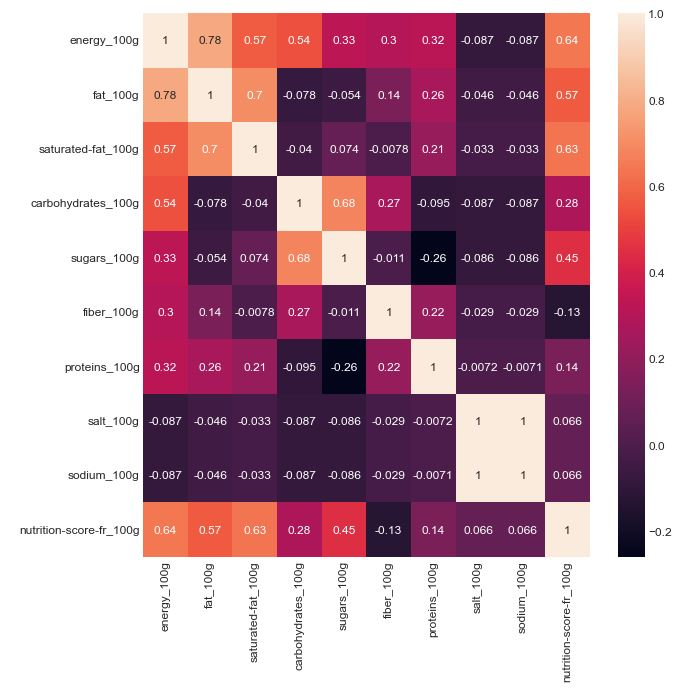 energy_100g 1 0.78 0.57 0.54 0.33 0.3 0.32 -0.087 -0.087 0.64
fat_100g 0.78 1 0.7 -0.078 -0.054 0.14 0.26 -0.046 -0.046 0.57
saturated-fat_100g 0.57 0.7 1 -0.04 0.074 -0.0078 0.21 -0.033 -0.033 0.63
carbohydrates_100g 0.54 -0.078 -0.04 1 0.68 0.27 -0.095 -0.087 -0.087 0.28
sugars_100g 0.33 -0.054 0.074 0.68 1 -0.011 -0.26 -0.086 -0.086 0.45
fiber_100g 0.3 0.14 -0.0078 0.27 -0.011 1 0.22 -0.029 -0.029 -0.13
proteins_100g 0.32 0.26 0.21 -0.095 -0.26 0.22 1 -0.0072 -0.0071 0.14
salt_100g -0.087 -0.046 -0.033 -0.087 -0.086 -0.029 -0.0072 1 1 0.066
sodium_100g -0.087 -0.046 -0.033 -0.087 -0.086 -0.029 -0.0071 1 1 0.066
nutrition-score-fr_100g 0.64 0.57 0.63 0.28 0.45 -0.13 0.14 0.066 0.066 1
energy_100g
fat_100g
saturated-fat_100g
carbohydrates_100g
sugars_100g
fiber_100g
proteins_100g
salt_100g
sodium_100g
nutrition-score-fr_100g
1.0
0.8
0.6
0.4
0.2
0.0
−0.2